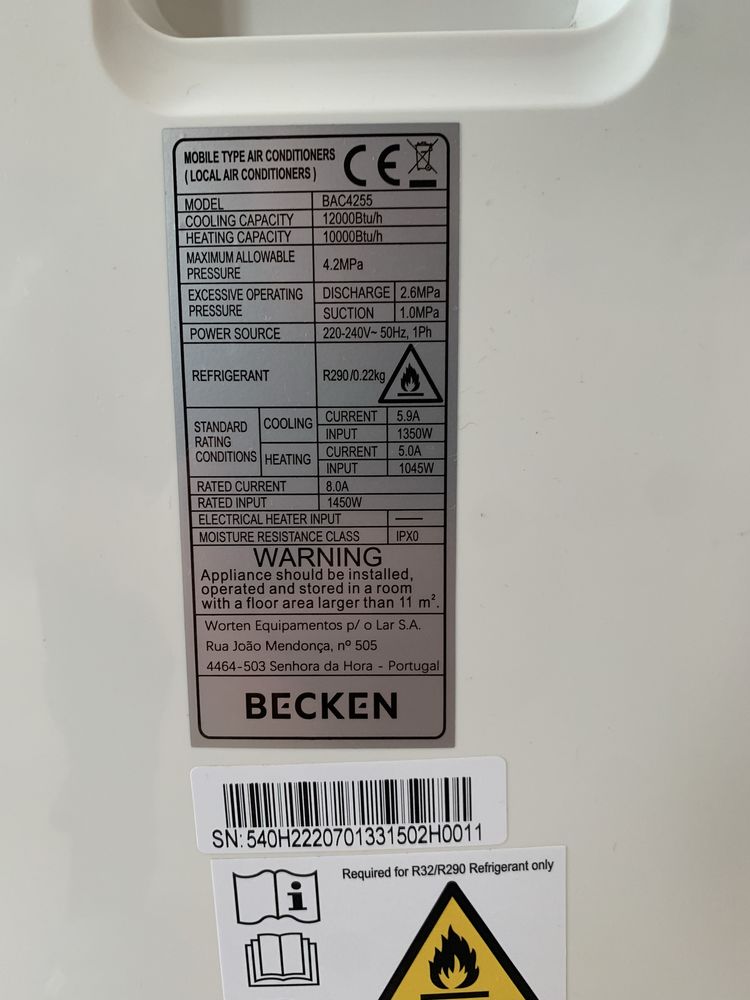 MOBILE TYPE AIR CONDITIONERS
( LOCAL AIR CONDITIONERS )
CE
MODEL BAC4255
COOLING CAPACITY 12000Btu/h
HEATING CAPACITY 10000Btu/h
MAXIMUM ALLOWABLE
PRESSURE
4.2MPa
EXCESSIVE OPERATING
PRESSURE
DISCHARGE 2.6MPa
SUCTION 1.0MPa
POWER SOURCE 220-240V~ 50Hz, 1Ph
REFRIGERANT R290/0.22kg
STANDARD
RATING
CONDITIONS
COOLING
CURRENT 5.9A
INPUT 1350W
HEATING
CURRENT 5.0A
INPUT 1045W
RATED CURRENT 8.0A
RATED INPUT 1450W
ELECTRICAL HEATER INPUT —
MOISTURE RESISTANCE CLASS IPX0
WARNING
Appliance should be installed,
operated and stored in a room
with a floor area larger than 11 m².
Worten Equipamentos p/ o Lar S.A.
Rua João Mendonça, nº 505
4464-503 Senhora da Hora - Portugal
BECKEN
SN: 540H2220701331502H0011
Required for R32/R290 Refrigerant only